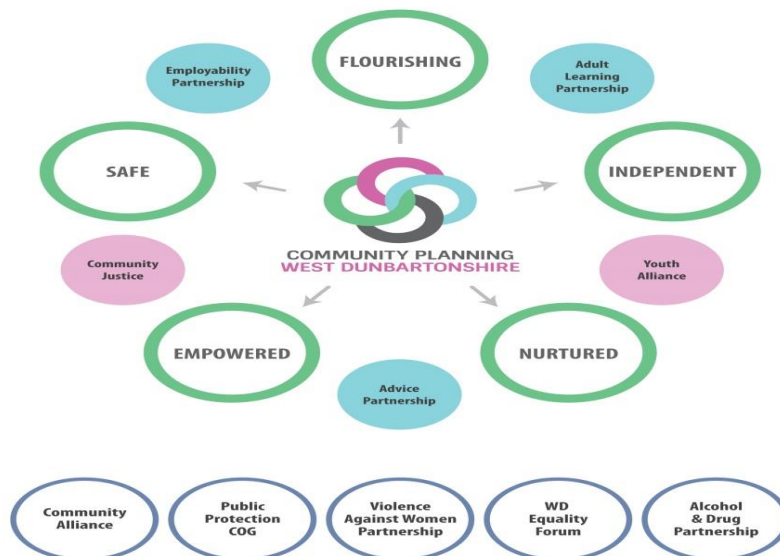 FLOURISHING
Employability
Partnership
Adult
Learning
Partnership
SAFE
INDEPENDENT
COMMUNITY PLANNING
WEST DUNBARTONSHIRE
Community
Justice
Youth
Alliance
EMPOWERED
NURTURED
Advice
Partnership
Community
Alliance
Public
Protection
COG
Violence
Against Women
Partnership
WD
Equality
Forum
Alcohol
& Drug
Partnership